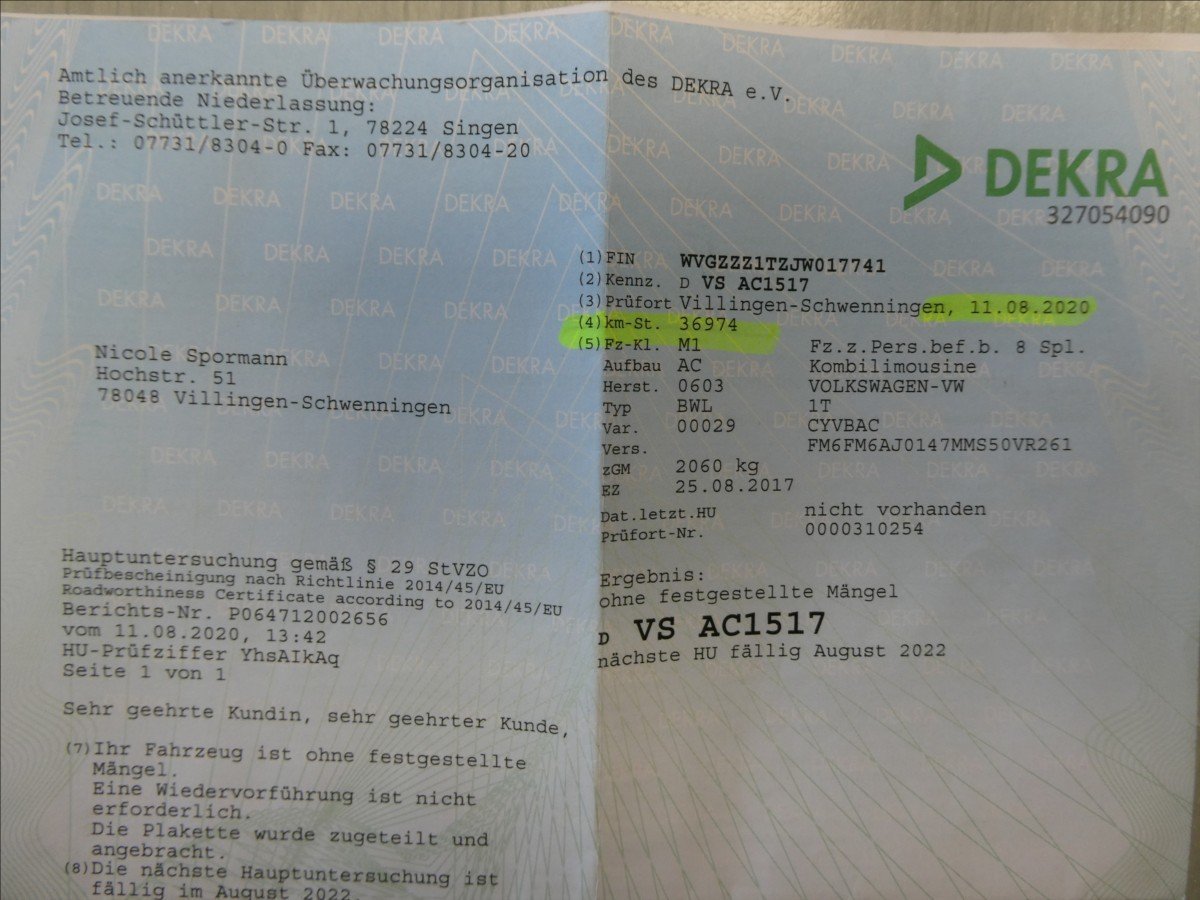 Amtlich anerkannte Überwachungsorganisation des DEKRA e.V.
Betreuende Niederlassung:
Josef-Schüttler-Str. 1, 78224 Singen
Tel.: 07731/8304-0 Fax: 07731/8304-20
DEKRA
327054090
(1) FIN WVGZZZ1TZJW017741
(2) Kennz. D VS AC1517
(3) Prüfort Villingen-Schwenningen, 11.08.2020
(4) km-St. 36974
(5) Fz-Kl. M1 Fz.z.Pers.bef.b. 8 Spl.
Aufbau AC Kombilimousine
Herst. 0603 VOLKSWAGEN-VW
Typ BWL 1T
Var. 00029 CYVBAC
Vers. FM6FM6AJ0147MMS50VR261
zGM 2060 kg
EZ 25.08.2017
Dat.letzt.HU nicht vorhanden
Prüfort-Nr. 0000310254
Nicole Spormann
Hochstr. 51
78048 Villingen-Schwenningen
Hauptuntersuchung gemäß § 29 StVZO
Prüfbescheinigung nach Richtlinie 2014/45/EU
Roadworthiness Certificate according to 2014/45/EU
Berichts-Nr. P064712002656
vom 11.08.2020, 13:42
HU-Prüfziffer YhsAIkAq
Seite 1 von 1
Ergebnis:
ohne festgestellte Mängel
D VS AC1517
nächste HU fällig August 2022
Sehr geehrte Kundin, sehr geehrter Kunde,
(7) Ihr Fahrzeug ist ohne festgestellte
Mängel.
Eine Wiedervorführung ist nicht
erforderlich.
Die Plakette wurde zugeteilt und
angebracht.
(8) Die nächste Hauptuntersuchung ist
fällig im August 2022.